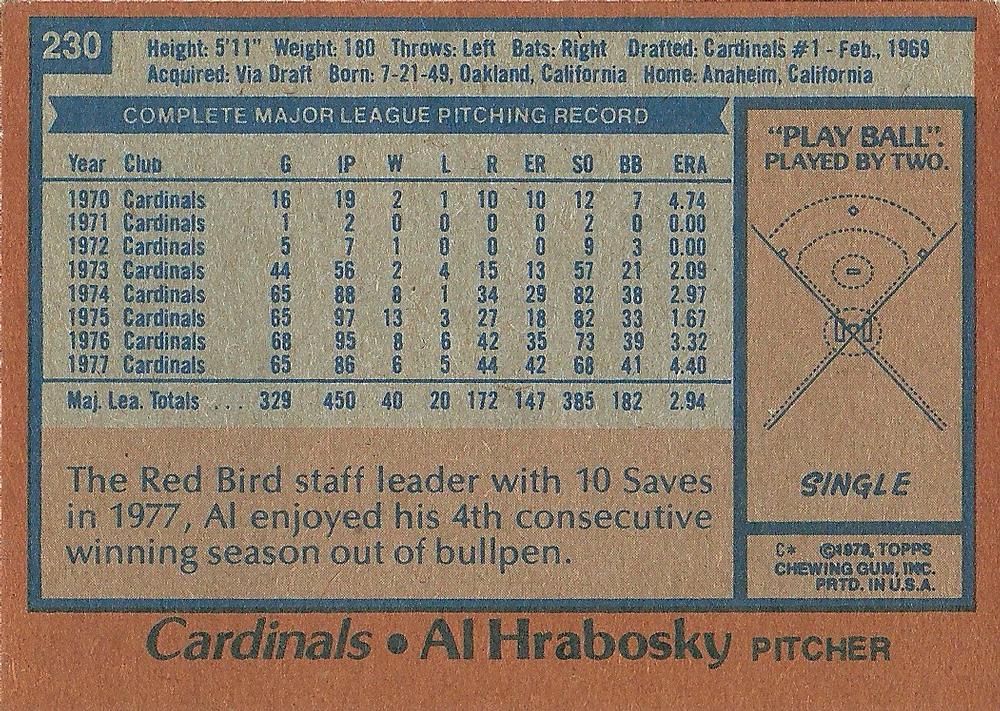 230
Height: 5'11" Weight: 180 Throws: Left Bats: Right Drafted: Cardinals #1 - Feb., 1969
Acquired: Via Draft Born: 7-21-49, Oakland, California Home: Anaheim, California
COMPLETE MAJOR LEAGUE PITCHING RECORD
Year Club G IP W L R ER SO BB ERA
1970 Cardinals 16 19 2 1 10 10 12 7 4.74
1971 Cardinals 1 2 0 0 0 0 2 0 0.00
1972 Cardinals 5 7 1 0 0 0 9 3 0.00
1973 Cardinals 44 56 2 4 15 13 57 21 2.09
1974 Cardinals 65 88 8 1 34 29 82 38 2.97
1975 Cardinals 65 97 13 3 27 18 82 33 1.67
1976 Cardinals 68 95 8 6 42 35 73 39 3.32
1977 Cardinals 65 86 6 5 44 42 68 41 4.40
Maj. Lea. Totals ... 329 450 40 20 172 147 385 182 2.94
The Red Bird staff leader with 10 Saves
in 1977, Al enjoyed his 4th consecutive
winning season out of bullpen.
"PLAY BALL".
PLAYED BY TWO.
SINGLE
C* ©1978, TOPPS
CHEWING GUM, INC.
PRTD. IN U.S.A.
Cardinals • Al Hrabosky PITCHER